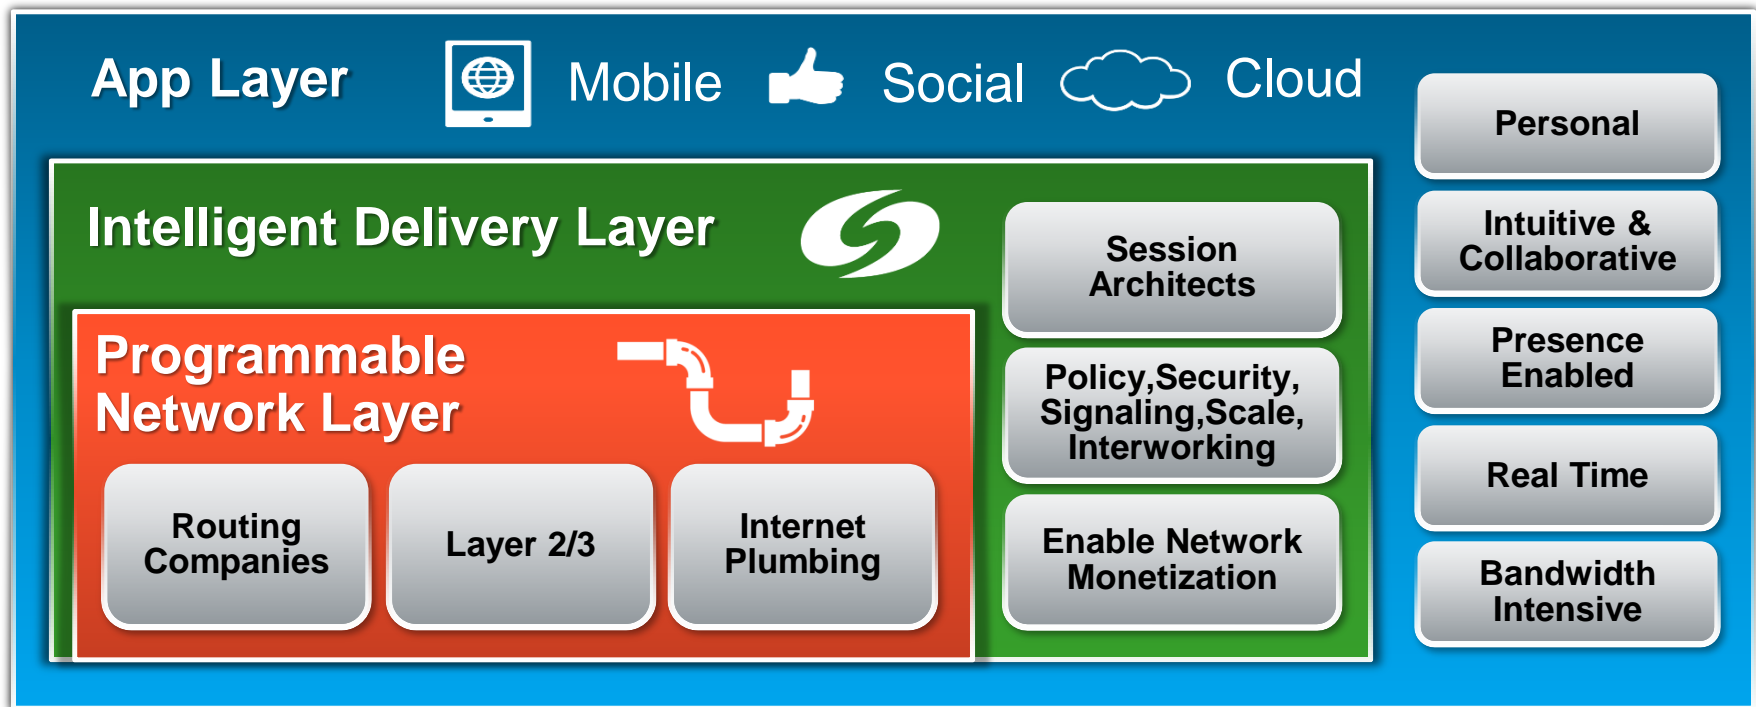 App Layer
Mobile
Social
Cloud
Intelligent Delivery Layer
Programmable
Network Layer
Routing
Companies
Layer 2/3
Internet
Plumbing
Session
Architects
Policy,Security,
Signaling,Scale,
Interworking
Enable Network
Monetization
Personal
Intuitive &
Collaborative
Presence
Enabled
Real Time
Bandwidth
Intensive